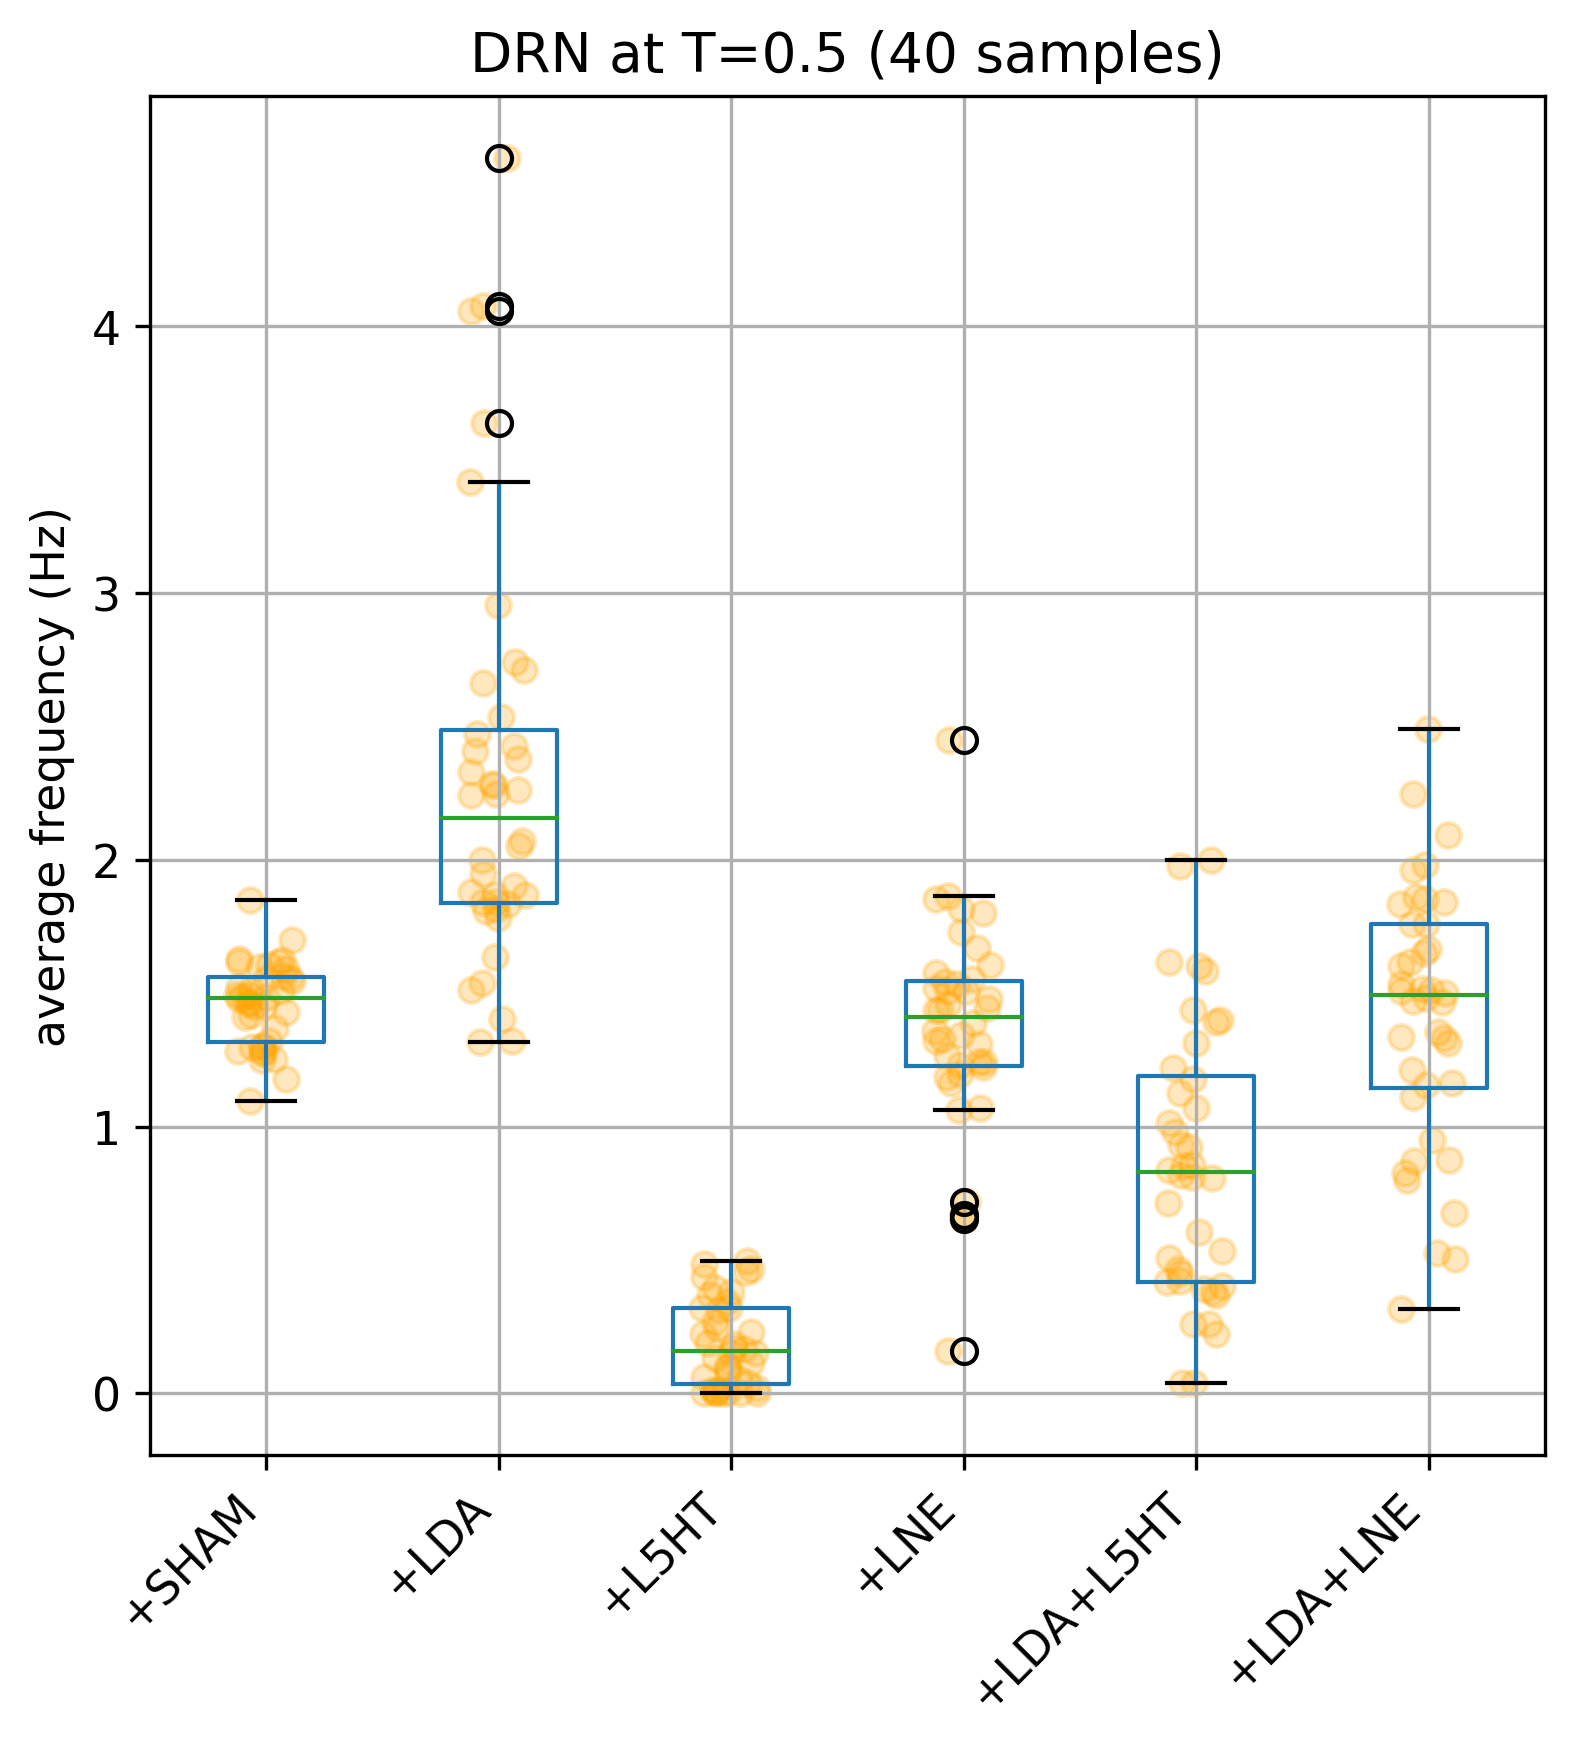 DRN at T=0.5 (40 samples)
average frequency (Hz)
4
3
2
1
0
+SHAM
+LDA
+L5HT
+LNE
+LDA+L5HT
+LDA+LNE